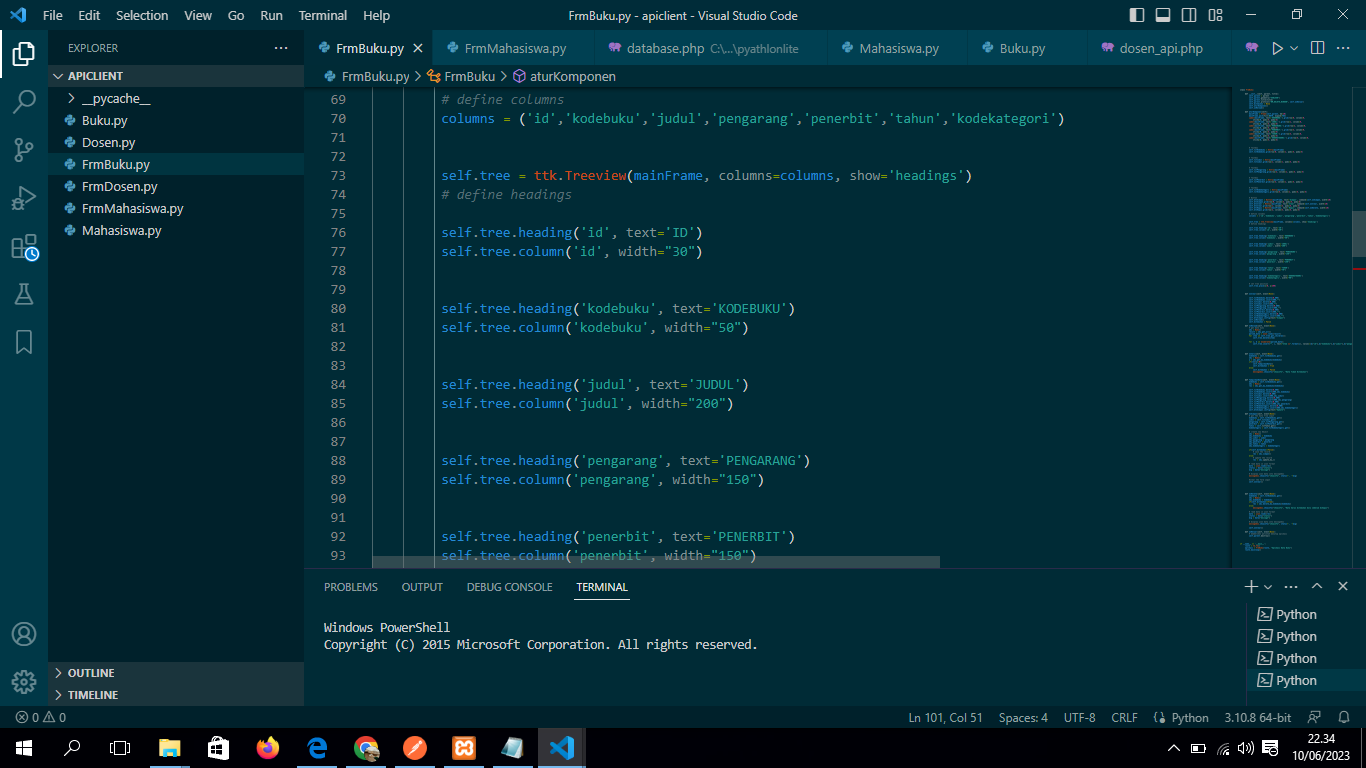 File Edit Selection View Go Run Terminal Help
FrmBuku.py - apiclient - Visual Studio Code
EXPLORER
APICLIENT
__pycache__
Buku.py
Dosen.py
FrmBuku.py
FrmDosen.py
FrmMahasiswa.py
Mahasiswa.py
OUTLINE
TIMELINE
FrmBuku.py FrmMahasiswa.py database.php C:\...\pyathlonlite Mahasiswa.py Buku.py dosen_api.php
FrmBuku.py > FrmBuku > aturKomponen
69 # define columns
70 columns = ('id','kodebuku','judul','pengarang','penerbit','tahun','kodekategori')
71
72
73 self.tree = ttk.Treeview(mainFrame, columns=columns, show='headings')
74 # define headings
75
76 self.tree.heading('id', text='ID')
77 self.tree.column('id', width="30")
78
79
80 self.tree.heading('kodebuku', text='KODEBUKU')
81 self.tree.column('kodebuku', width="50")
82
83
84 self.tree.heading('judul', text='JUDUL')
85 self.tree.column('judul', width="200")
86
87
88 self.tree.heading('pengarang', text='PENGARANG')
89 self.tree.column('pengarang', width="150")
90
91
92 self.tree.heading('penerbit', text='PENERBIT')
93 self.tree.column('penerbit', width="150")
PROBLEMS OUTPUT DEBUG CONSOLE TERMINAL
Windows PowerShell
Copyright (C) 2015 Microsoft Corporation. All rights reserved.
Python
Python
Python
Python
0 0 Ln 101, Col 51 Spaces: 4 UTF-8 CRLF Python 3.10.8 64-bit
22.34
10/06/2023